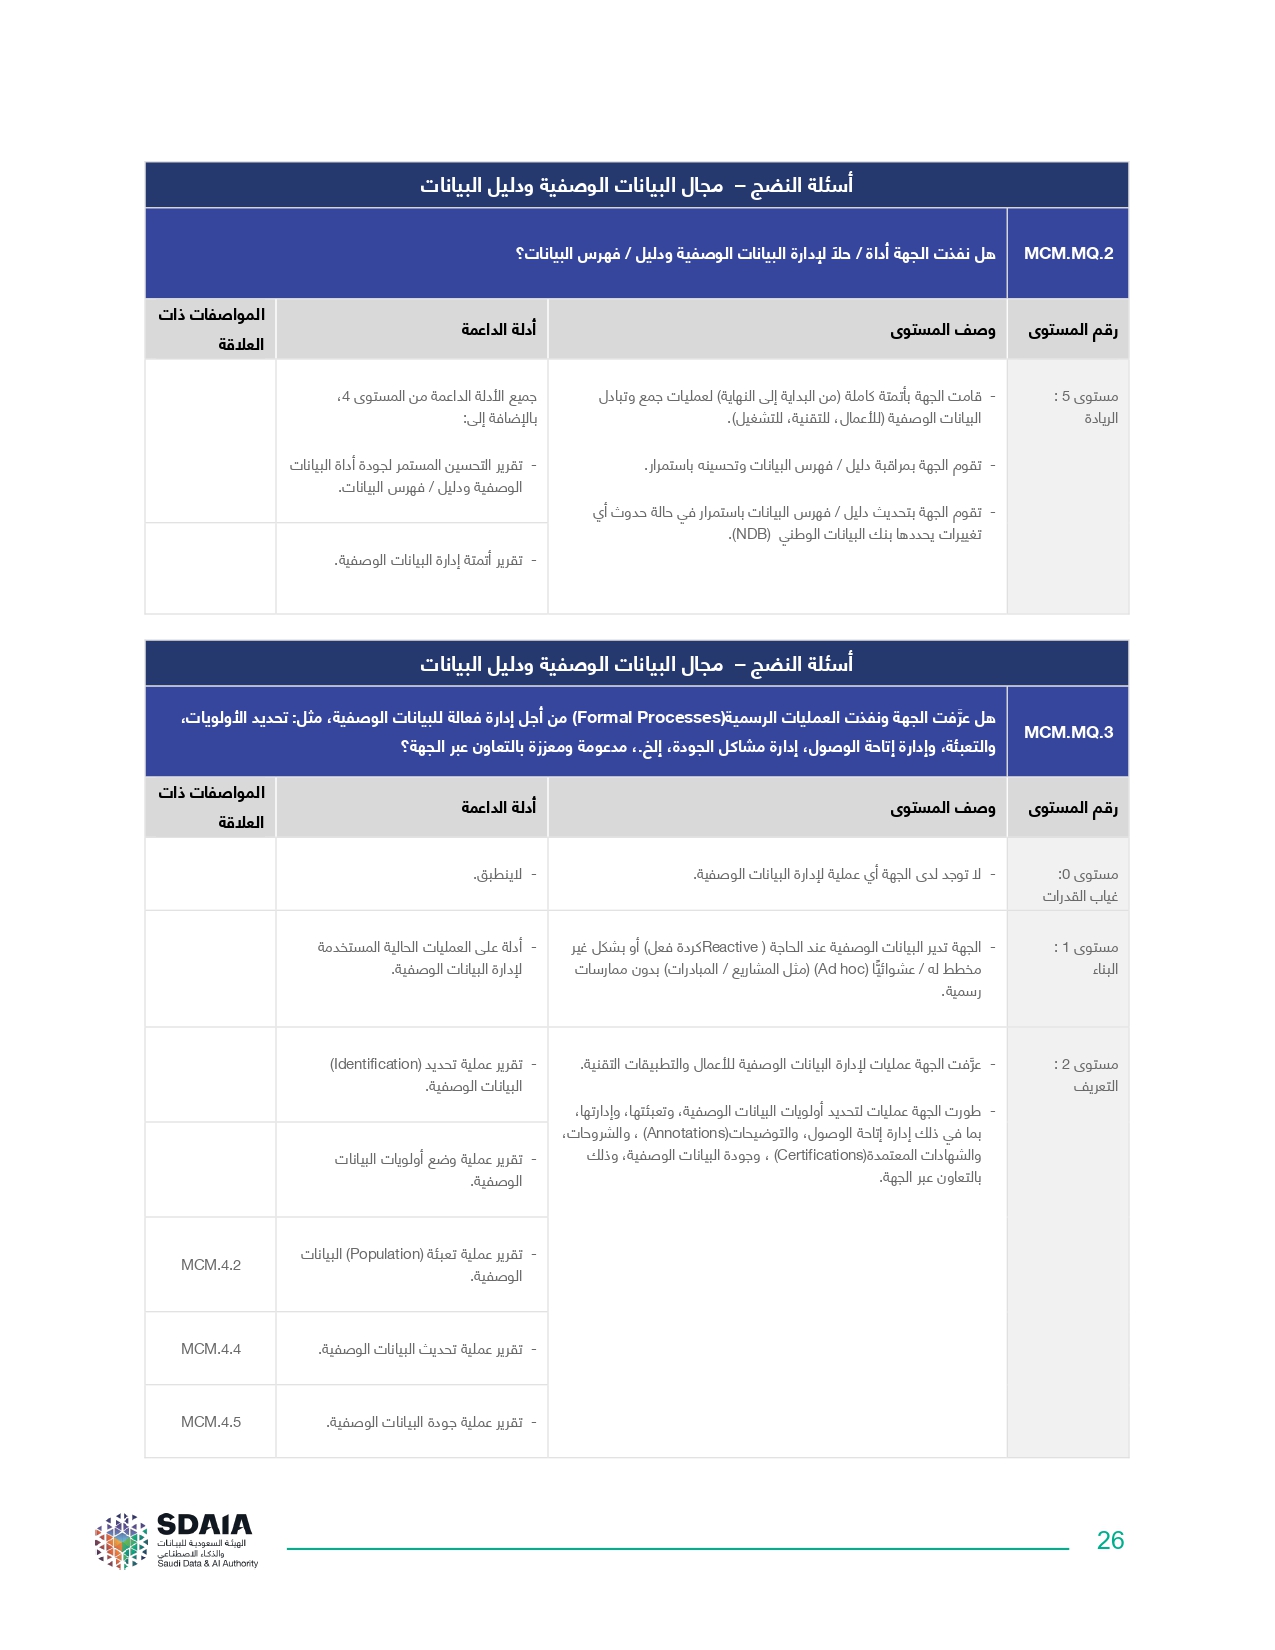 أسئلة النضج – مجال البيانات الوصفية ودليل البيانات
MCM.MQ.2
هل نفذت الجهة أداة / حلاً لإدارة البيانات الوصفية ودليل / فهرس البيانات؟
رقم المستوى
وصف المستوى
أدلة الداعمة
المواصفات ذات
العلاقة
مستوى 5 :
الريادة
- قامت الجهة بأتمتة كاملة (من البداية إلى النهاية) لعمليات جمع وتبادل
البيانات الوصفية (للأعمال، للتقنية، للتشغيل).
- تقوم الجهة بمراقبة دليل / فهرس البيانات وتحسينه باستمرار.
- تقوم الجهة بتحديث دليل / فهرس البيانات باستمرار في حالة حدوث أي
تغييرات يحددها بنك البيانات الوطني (NDB).
جميع الأدلة الداعمة من المستوى 4،
بالإضافة إلى:
- تقرير التحسين المستمر لجودة أداة البيانات
الوصفية ودليل / فهرس البيانات.
- تقرير أتمتة إدارة البيانات الوصفية.
أسئلة النضج – مجال البيانات الوصفية ودليل البيانات
MCM.MQ.3
هل عرَّفت الجهة ونفذت العمليات الرسمية(Formal Processes) من أجل إدارة فعالة للبيانات الوصفية، مثل: تحديد الأولويات،
والتعبئة، وإدارة إتاحة الوصول، إدارة مشاكل الجودة، إلخ.، مدعومة ومعززة بالتعاون عبر الجهة؟
رقم المستوى
وصف المستوى
أدلة الداعمة
المواصفات ذات
العلاقة
مستوى 0:
غياب القدرات
- لا توجد لدى الجهة أي عملية لإدارة البيانات الوصفية.
- لاينطبق.
مستوى 1 :
البناء
- الجهة تدير البيانات الوصفية عند الحاجة ( Reactiveكردة فعل) أو بشكل غير
مخطط له / عشوائيًّا (Ad hoc) (مثل المشاريع / المبادرات) بدون ممارسات
رسمية.
- أدلة على العمليات الحالية المستخدمة
لإدارة البيانات الوصفية.
مستوى 2 :
التعريف
- عرَّفت الجهة عمليات لإدارة البيانات الوصفية للأعمال والتطبيقات التقنية.
- طورت الجهة عمليات لتحديد أولويات البيانات الوصفية، وتعبئتها، وإدارتها،
بما في ذلك إدارة إتاحة الوصول، والتوضيحات(Annotations) ، والشروحات،
والشهادات المعتمدة(Certifications) ، وجودة البيانات الوصفية، وذلك
بالتعاون عبر الجهة.
- تقرير عملية تحديد (Identification)
البيانات الوصفية.
- تقرير عملية وضع أولويات البيانات
الوصفية.
- تقرير عملية تعبئة (Population) البيانات
الوصفية.
MCM.4.2
- تقرير عملية تحديث البيانات الوصفية.
MCM.4.4
- تقرير عملية جودة البيانات الوصفية.
MCM.4.5
SDAIA
الهيئة السعودية للبيانات
والذكاء الاصطناعي
Saudi Data & AI Authority
26